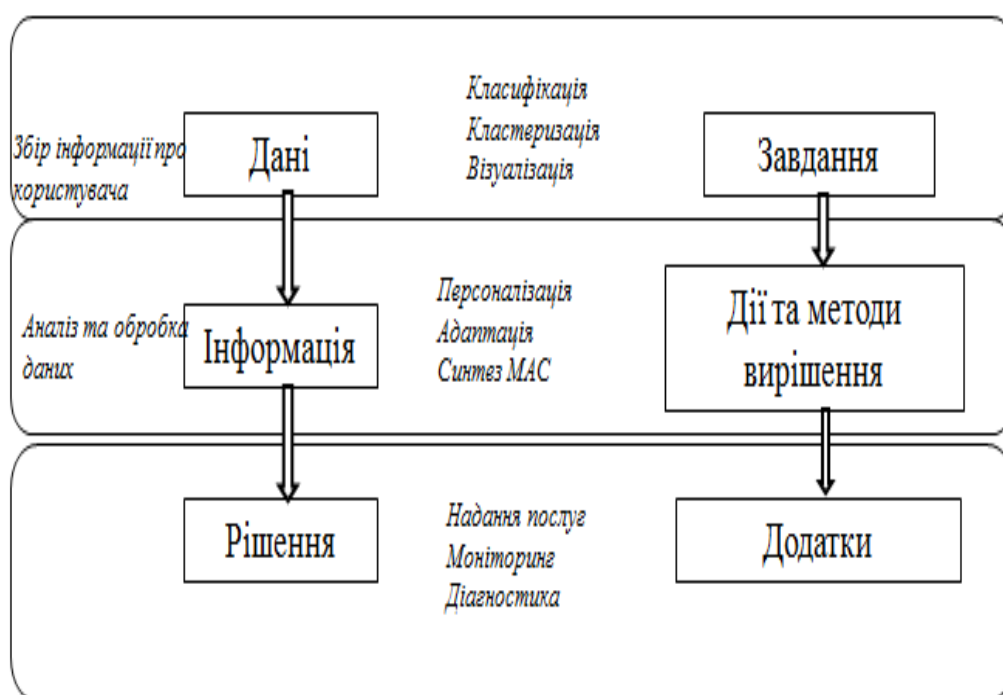 Збір інформації про
користувача
Дані
Класифікація
Кластеризація
Візуалізація
Завдання
Аналіз та обробка
даних
Інформація
Персоналізація
Адаптація
Синтез МАС
Дії та методи
вирішення
Рішення
Надання послуг
Моніторинг
Діагностика
Додатки